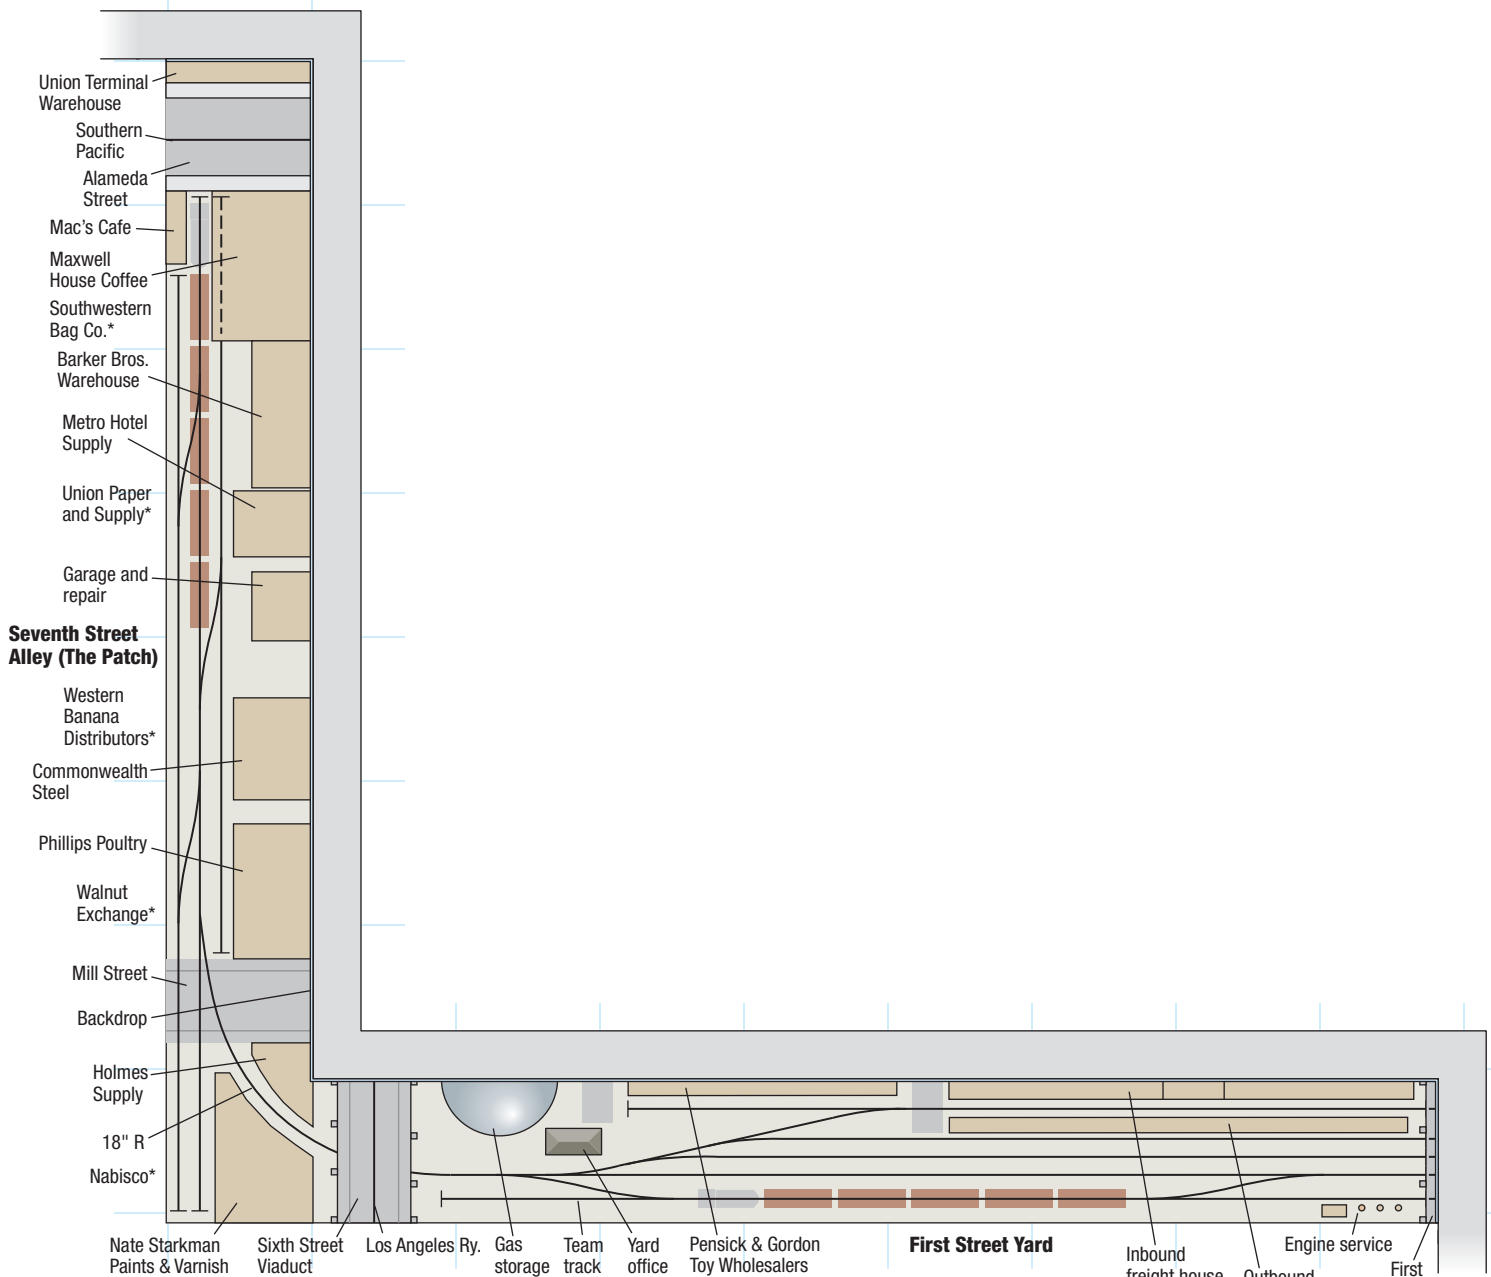 Union Terminal
Warehouse
Southern
Pacific
Alameda
Street
Mac's Cafe
Maxwell
House Coffee
Southwestern
Bag Co.*
Barker Bros.
Warehouse
Metro Hotel
Supply
Union Paper
and Supply*
Garage and
repair
Seventh Street
Alley (The Patch)
Western
Banana
Distributors*
Commonwealth
Steel
Phillips Poultry
Walnut
Exchange*
Mill Street
Backdrop
Holmes
Supply
18" R
Nabisco*
Nate Starkman
Paints & Varnish
Sixth Street
Viaduct
Los Angeles Ry.
Gas
storage
Team
track
Yard
office
Pensick & Gordon
Toy Wholesalers
First Street Yard
Inbound
freight house
Outbound
Engine service
First